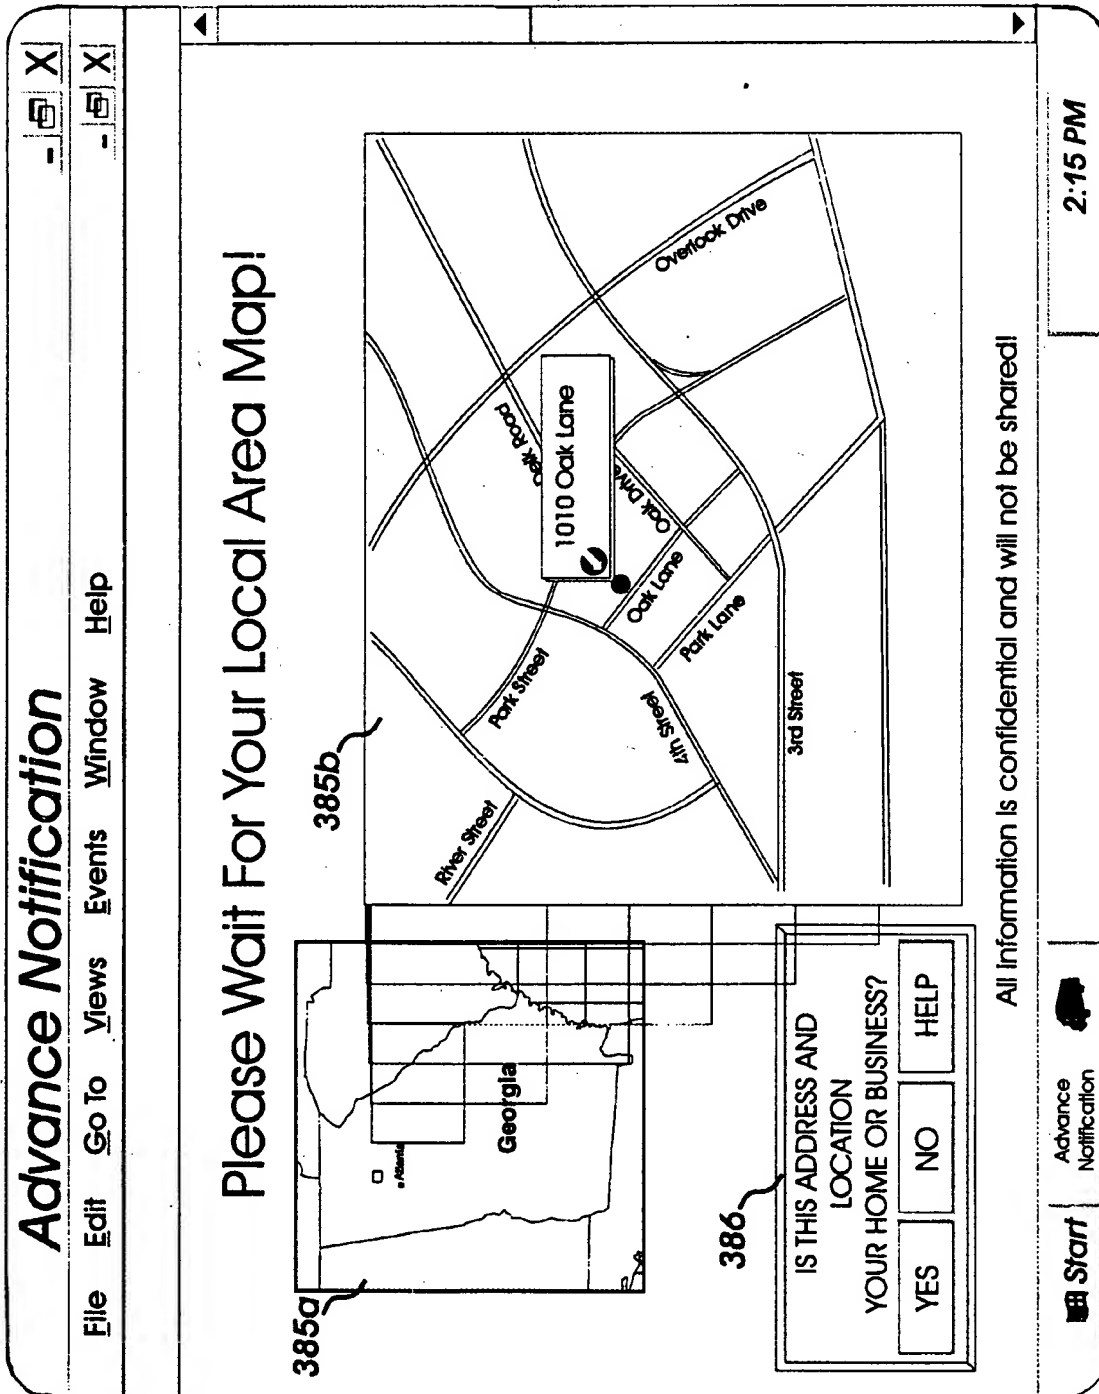 Advance Notification
File Edit Go To Views Events Window Help
Please Wait For Your Local Area Map!
385a
385b
Georgia
Atlanta
River Street
Park Street
4th Street
3rd Street
Park Lane
Oak Lane
Oak Drive
1010 Oak Lane
Road
Overlook Drive
386
IS THIS ADDRESS AND
LOCATION
YOUR HOME OR BUSINESS?
YES NO HELP
All information is confidential and will not be shared!
Start
Advance
Notification
2:15 PM